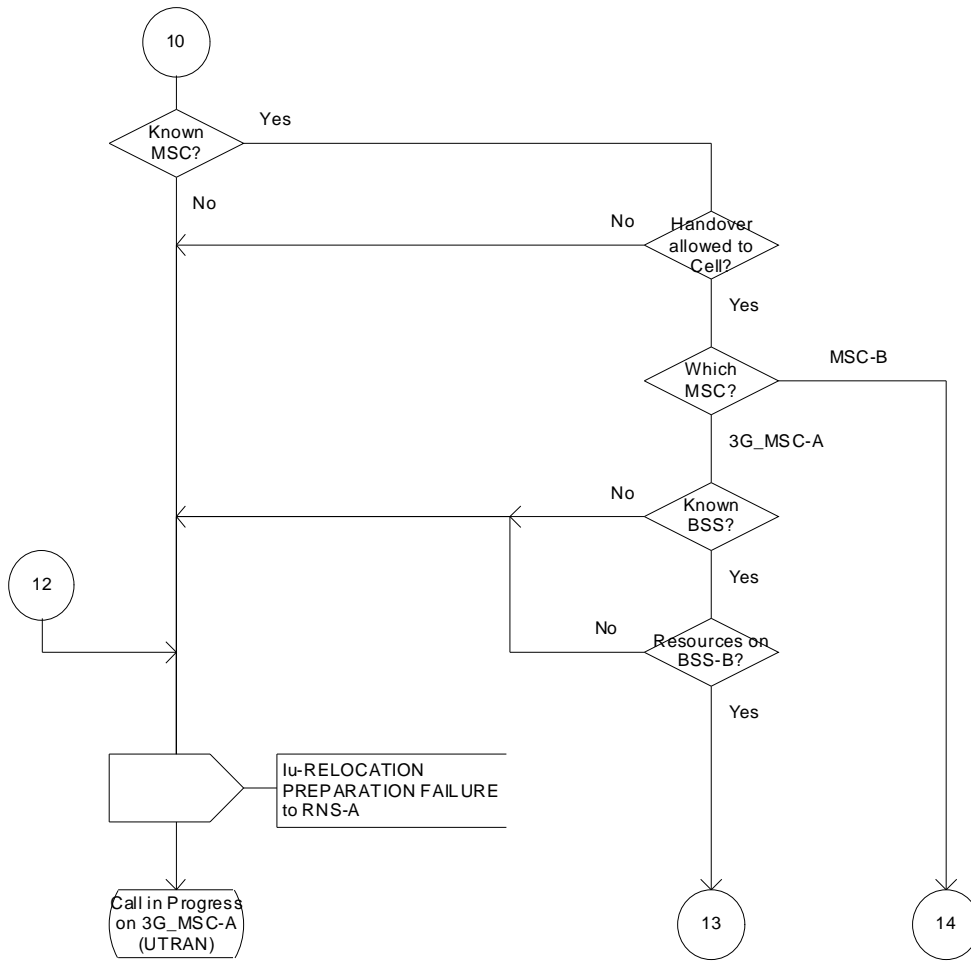 10
Known
MSC?
Yes
No
No
Handover
allowed to
Cell?
Yes
Which
MSC?
MSC-B
3G_MSC-A
No
Known
BSS?
Yes
12
No
Resources on
BSS-B?
Yes
Iu-RELOCATION
PREPARATION FAILURE
to RNS-A
Call in Progress
on 3G_MSC-A
(UTRAN)
13
14